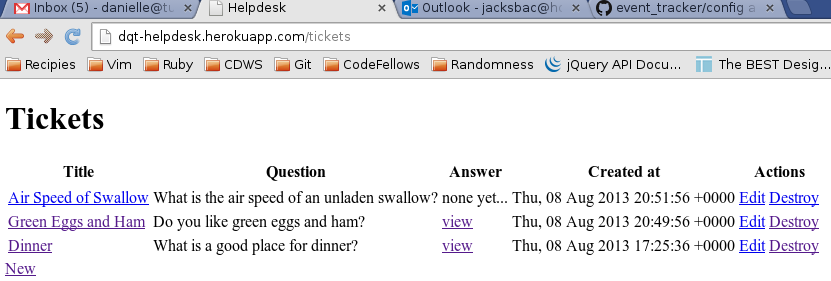 Inbox (5) - danielle@tu Helpdesk Outlook - jacksbac@ho event_tracker/config a
dqt-helpdesk.herokuapp.com/tickets
Recipies Vim Ruby CDWS Git CodeFellows Randomness jQuery API Docu... The BEST Desig...
Tickets
Title Question Answer Created at Actions
Air Speed of Swallow What is the air speed of an unladen swallow? none yet... Thu, 08 Aug 2013 20:51:56 +0000 Edit Destroy
Green Eggs and Ham Do you like green eggs and ham? view Thu, 08 Aug 2013 20:49:56 +0000 Edit Destroy
Dinner What is a good place for dinner? view Thu, 08 Aug 2013 17:25:36 +0000 Edit Destroy
New